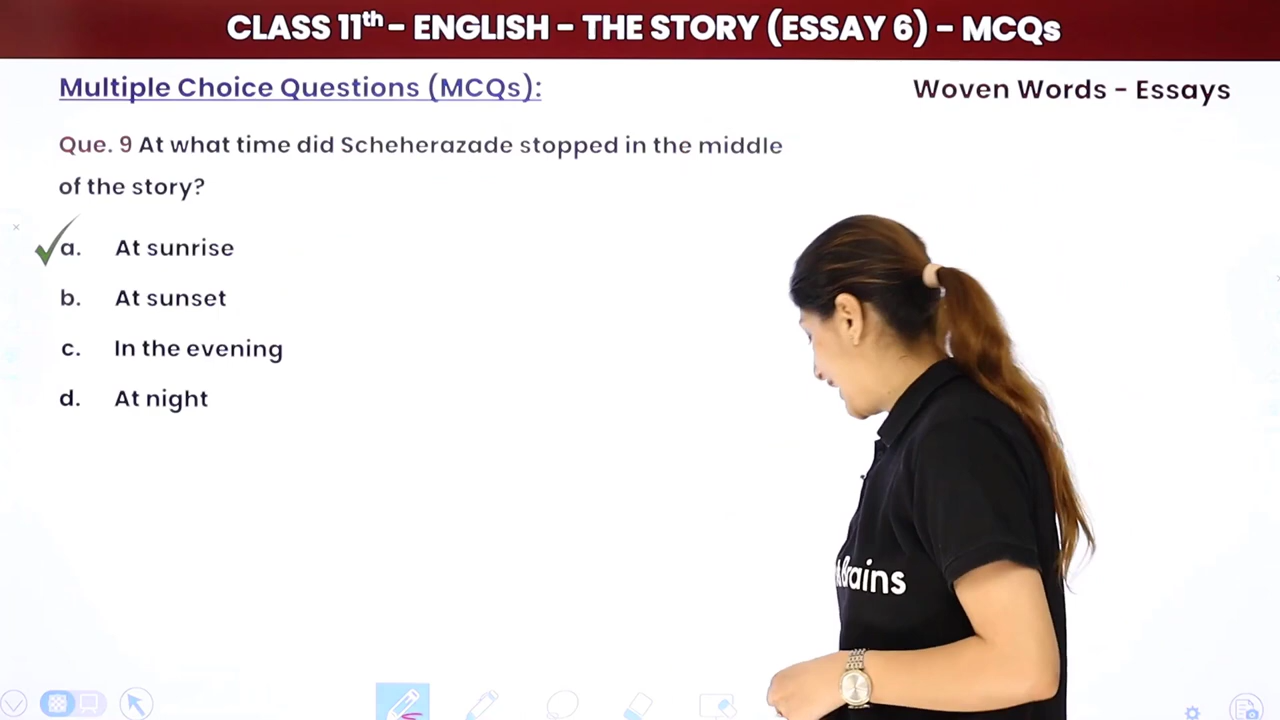 CLASS 11th - ENGLISH - THE STORY (ESSAY 6) - MCQs
Multiple Choice Questions (MCQs):
Woven Words - Essays
Que. 9 At what time did Scheherazade stopped in the middle
of the story?
a. At sunrise
b. At sunset
c. In the evening
d. At night